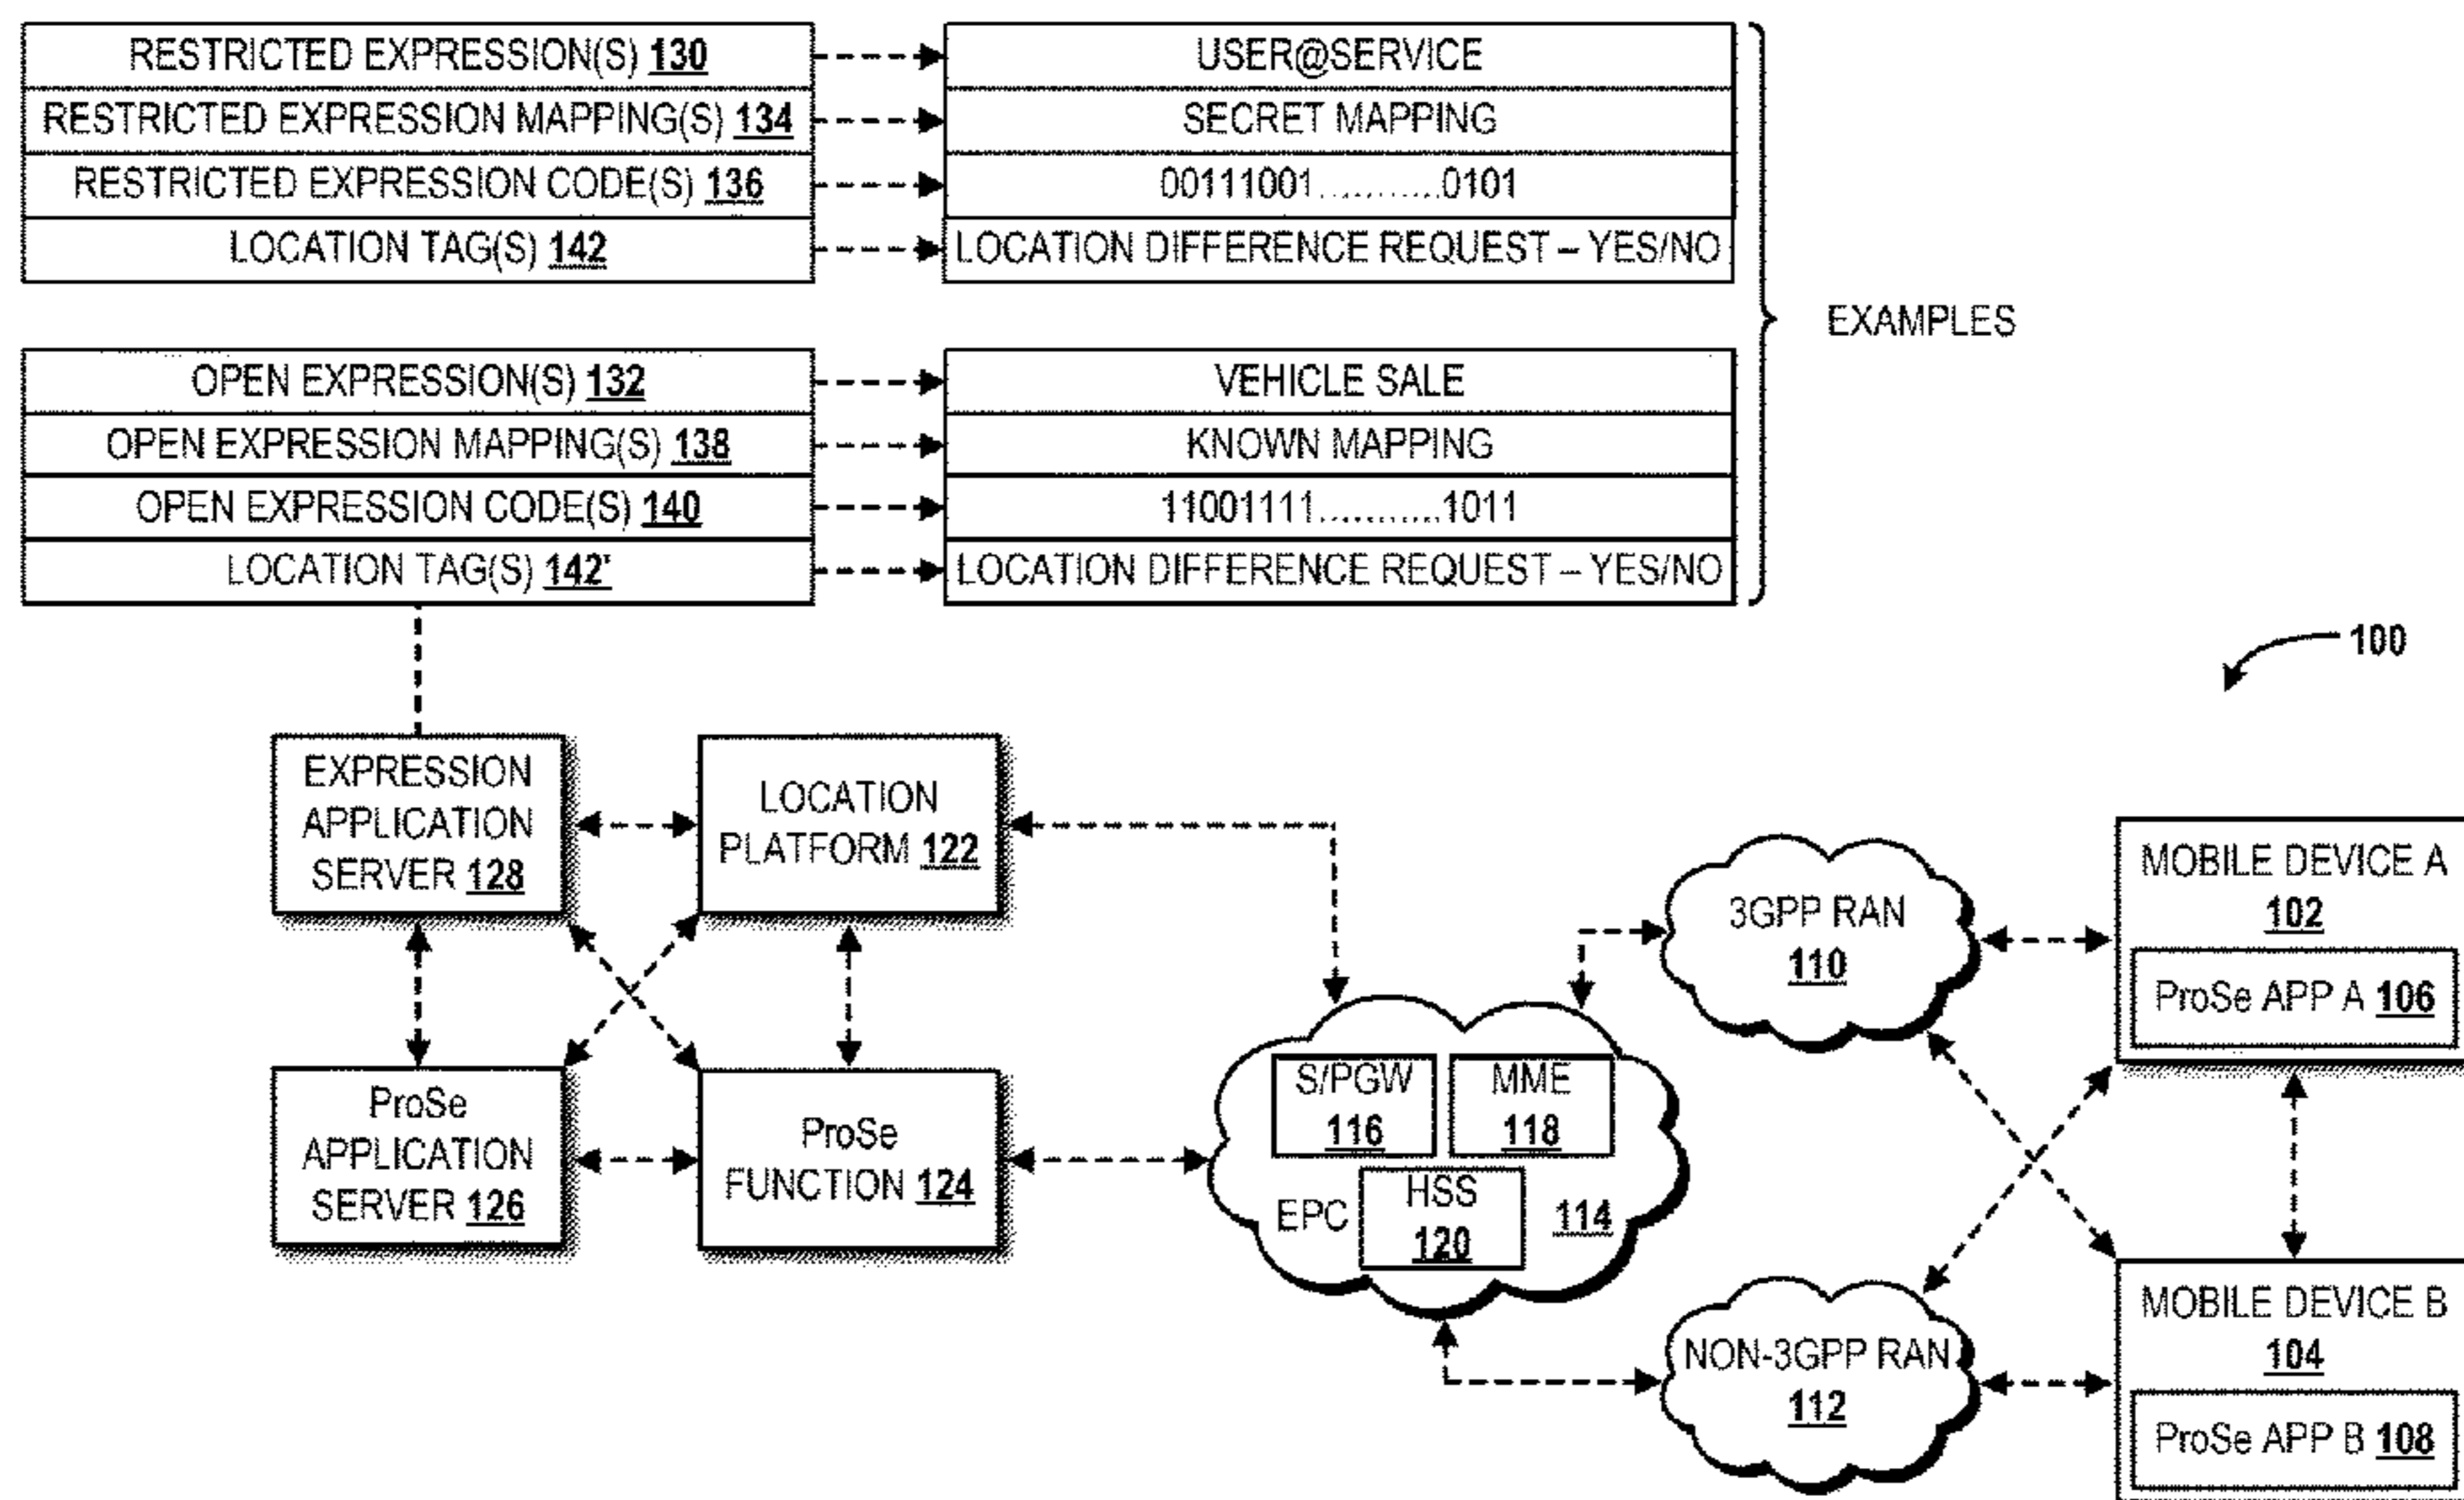 RESTRICTED EXPRESSION(S) 130
USER@SERVICE
RESTRICTED EXPRESSION MAPPING(S) 134
SECRET MAPPING
RESTRICTED EXPRESSION CODE(S) 136
00111001...........0101
LOCATION TAG(S) 142
LOCATION DIFFERENCE REQUEST – YES/NO
EXAMPLES
OPEN EXPRESSION(S) 132
VEHICLE SALE
OPEN EXPRESSION MAPPING(S) 138
KNOWN MAPPING
OPEN EXPRESSION CODE(S) 140
11001111...........1011
LOCATION TAG(S) 142'
LOCATION DIFFERENCE REQUEST – YES/NO
100
EXPRESSION
APPLICATION
SERVER 128
LOCATION
PLATFORM 122
3GPP RAN
110
MOBILE DEVICE A
102
ProSe APP A 106
ProSe
APPLICATION
SERVER 126
ProSe
FUNCTION 124
S/PGW
116
MME
118
EPC
HSS
120
114
NON-3GPP RAN
112
MOBILE DEVICE B
104
ProSe APP B 108